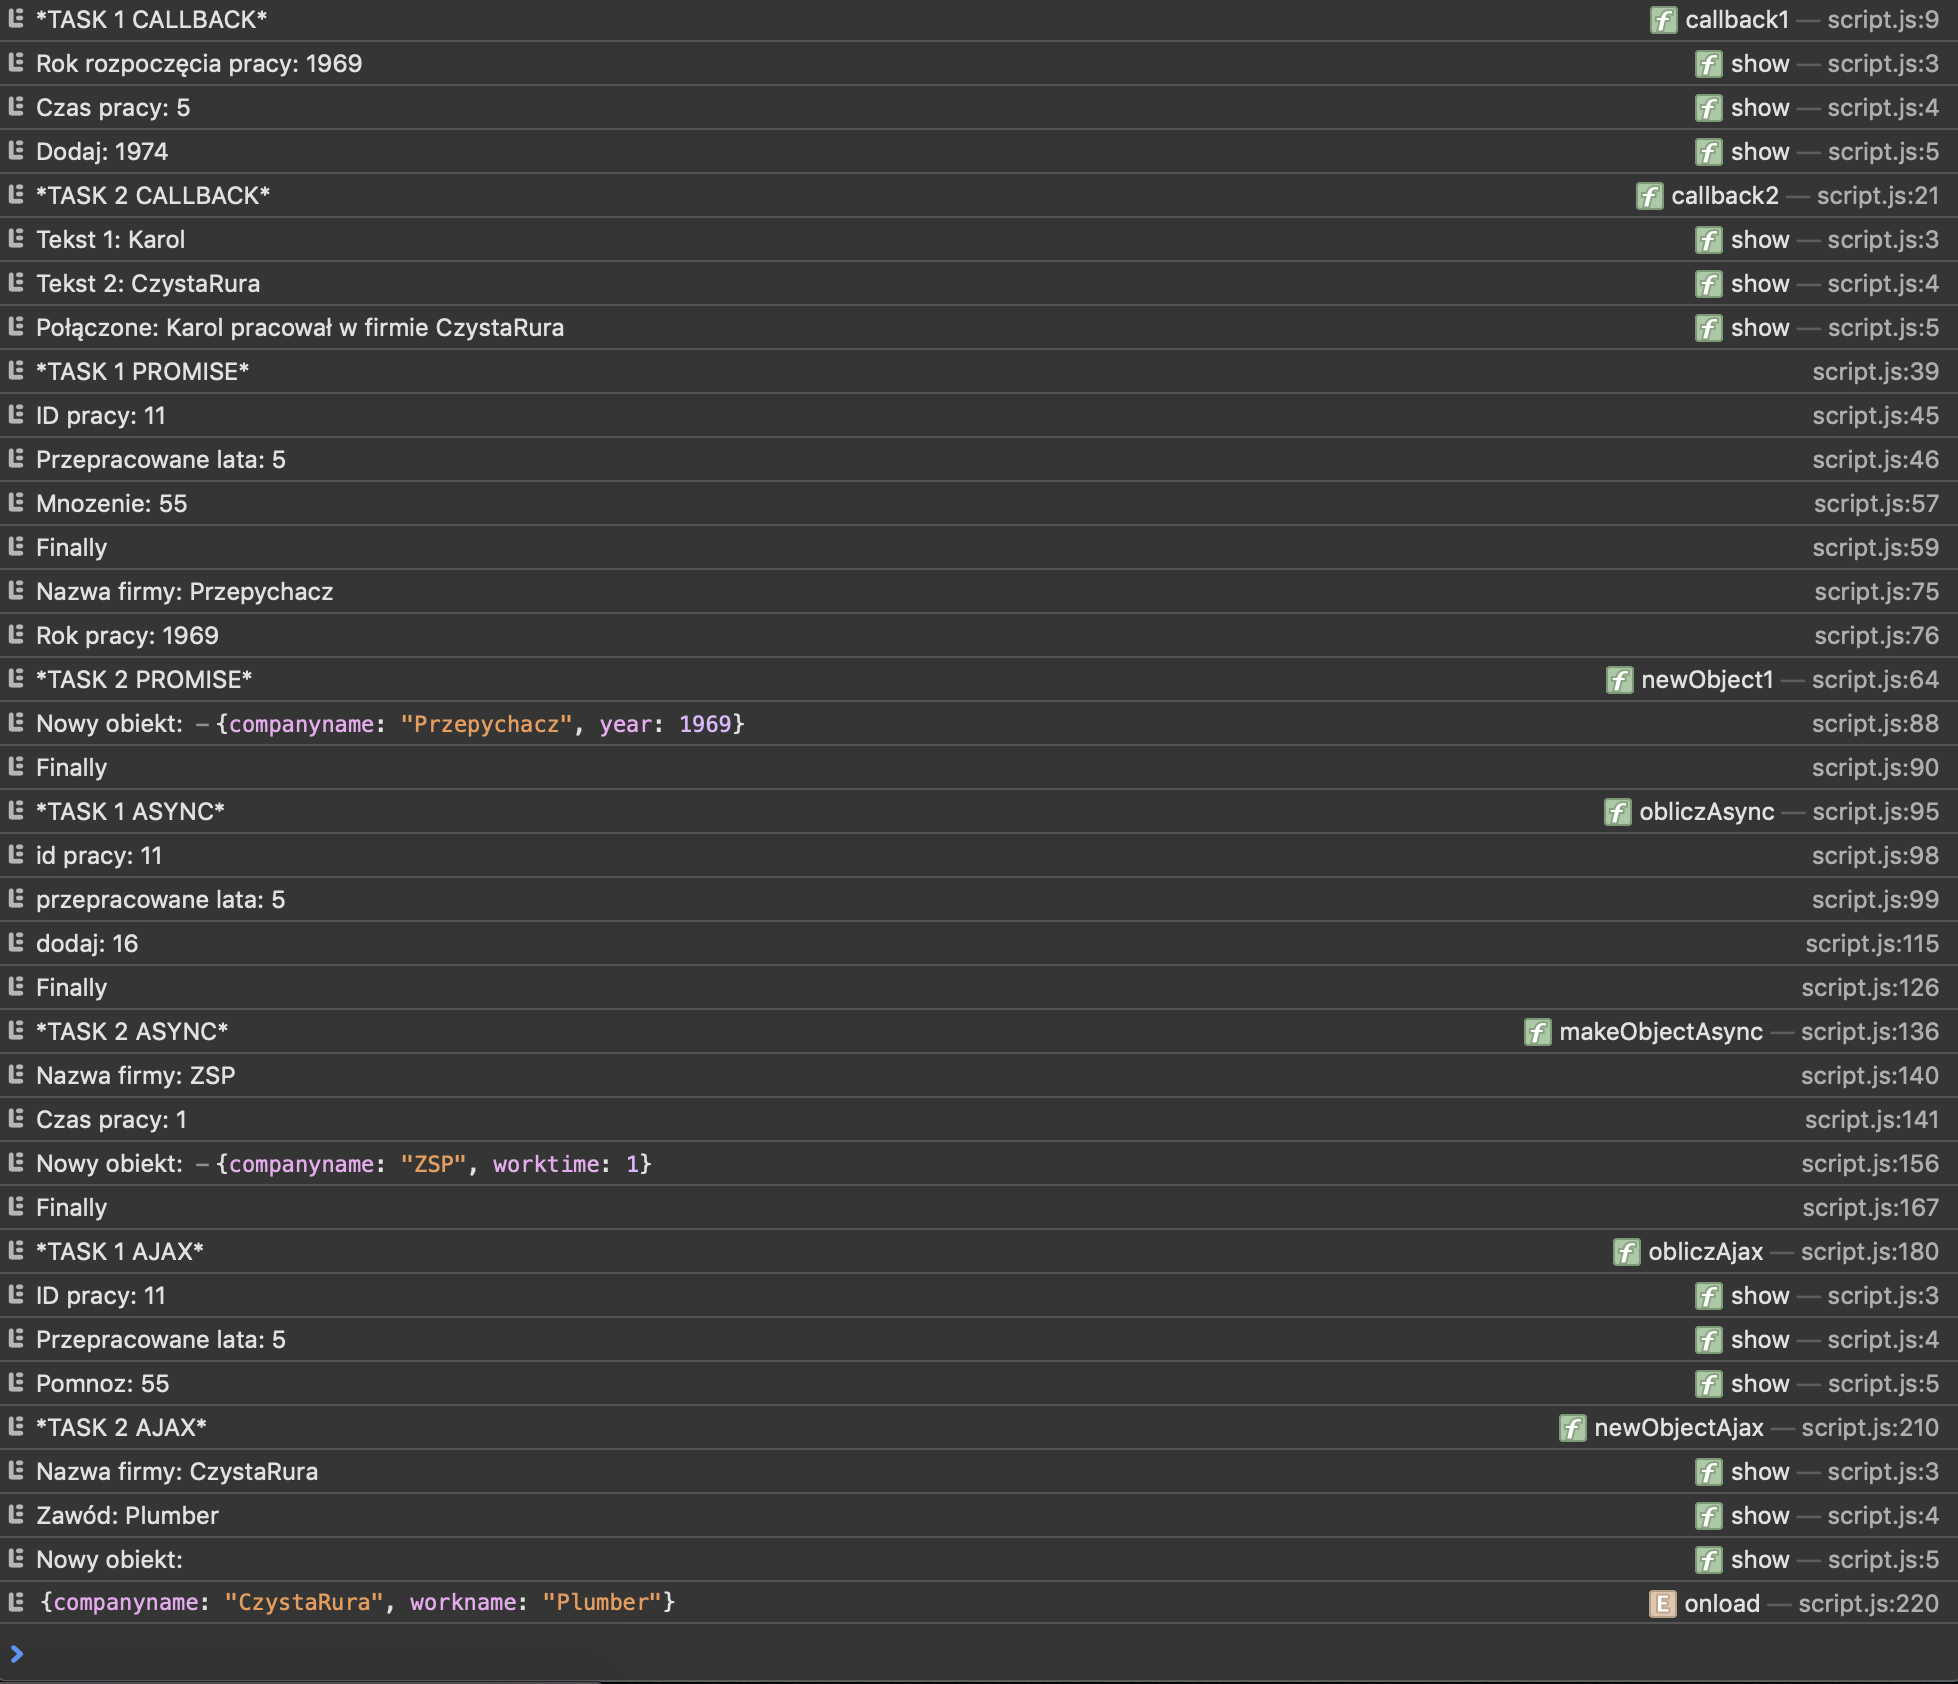 *TASK 1 CALLBACK* f callback1 — script.js:9
Rok rozpoczęcia pracy: 1969 f show — script.js:3
Czas pracy: 5 f show — script.js:4
Dodaj: 1974 f show — script.js:5
*TASK 2 CALLBACK* f callback2 — script.js:21
Tekst 1: Karol f show — script.js:3
Tekst 2: CzystaRura f show — script.js:4
Połączone: Karol pracował w firmie CzystaRura f show — script.js:5
*TASK 1 PROMISE* script.js:39
ID pracy: 11 script.js:45
Przepracowane lata: 5 script.js:46
Mnozenie: 55 script.js:57
Finally script.js:59
Nazwa firmy: Przepychacz script.js:75
Rok pracy: 1969 script.js:76
*TASK 2 PROMISE* f newObject1 — script.js:64
Nowy obiekt: – {companyname: "Przepychacz", year: 1969} script.js:88
Finally script.js:90
*TASK 1 ASYNC* f obliczAsync — script.js:95
id pracy: 11 script.js:98
przepracowane lata: 5 script.js:99
dodaj: 16 script.js:115
Finally script.js:126
*TASK 2 ASYNC* f makeObjectAsync — script.js:136
Nazwa firmy: ZSP script.js:140
Czas pracy: 1 script.js:141
Nowy obiekt: – {companyname: "ZSP", worktime: 1} script.js:156
Finally script.js:167
*TASK 1 AJAX* f obliczAjax — script.js:180
ID pracy: 11 f show — script.js:3
Przepracowane lata: 5 f show — script.js:4
Pomnoz: 55 f show — script.js:5
*TASK 2 AJAX* f newObjectAjax — script.js:210
Nazwa firmy: CzystaRura f show — script.js:3
Zawód: Plumber f show — script.js:4
Nowy obiekt: f show — script.js:5
{companyname: "CzystaRura", workname: "Plumber"} E onload — script.js:220